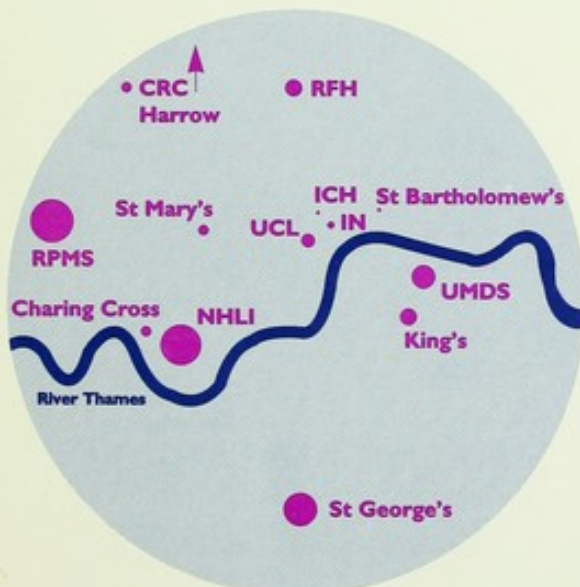 CRC
Harrow
RFH
St Mary's
ICH
St Bartholomew's
UCL
IN
RPMS
UMDS
Charing Cross
NHLI
King's
River Thames
St George's